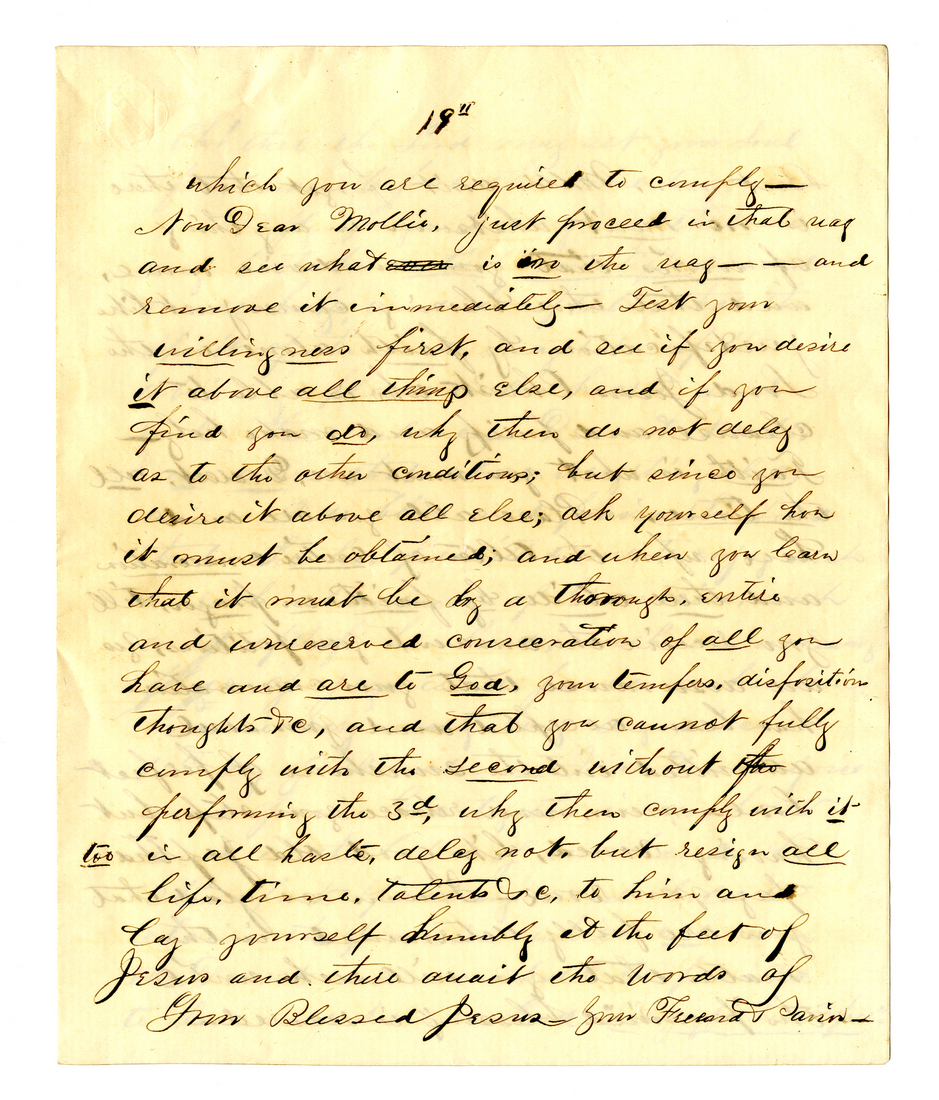 19"
which you are required to comply—
Now Dear Mollie, just proceed in that way
and see what is in the way— — and
remove it immediately— Test your
willingness first, and see if you desire
it above all things else, and if you
find you do, why then do not delay
as to the other conditions; but since you
desire it above all else; ask yourself how
it must be obtained; and when you learn
that it must be by a thorough, entire
and unreserved consecration of all you
have and are to God, your tempers, disposition
thoughts &c, and that you cannot fully
comply with the second without the
performing the 3d, why then comply with it
too in all haste, delay not, but resign all
life, time, talents &c, to him and
lay yourself humbly at the feet of
Jesus and there await the words of
Your Blessed Jesus— your Friend & Savior—